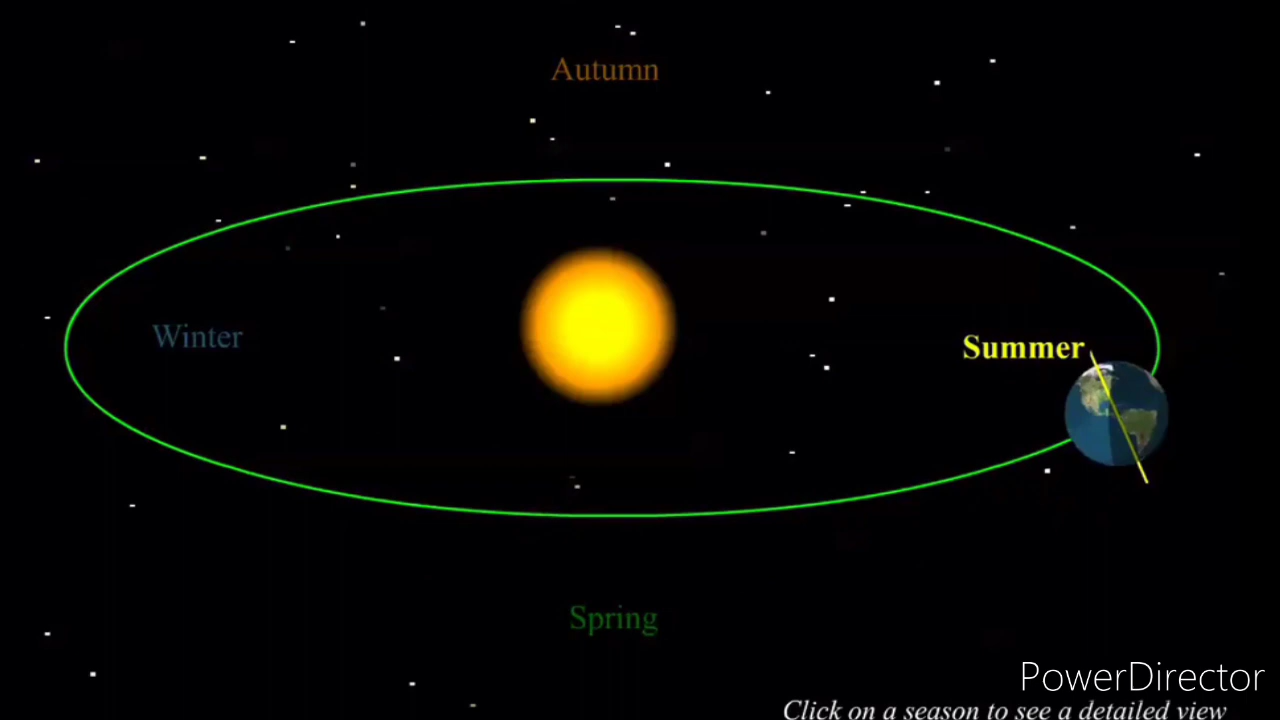 Autumn
Winter
Summer
Spring
PowerDirector
Click on a season to see a detailed view